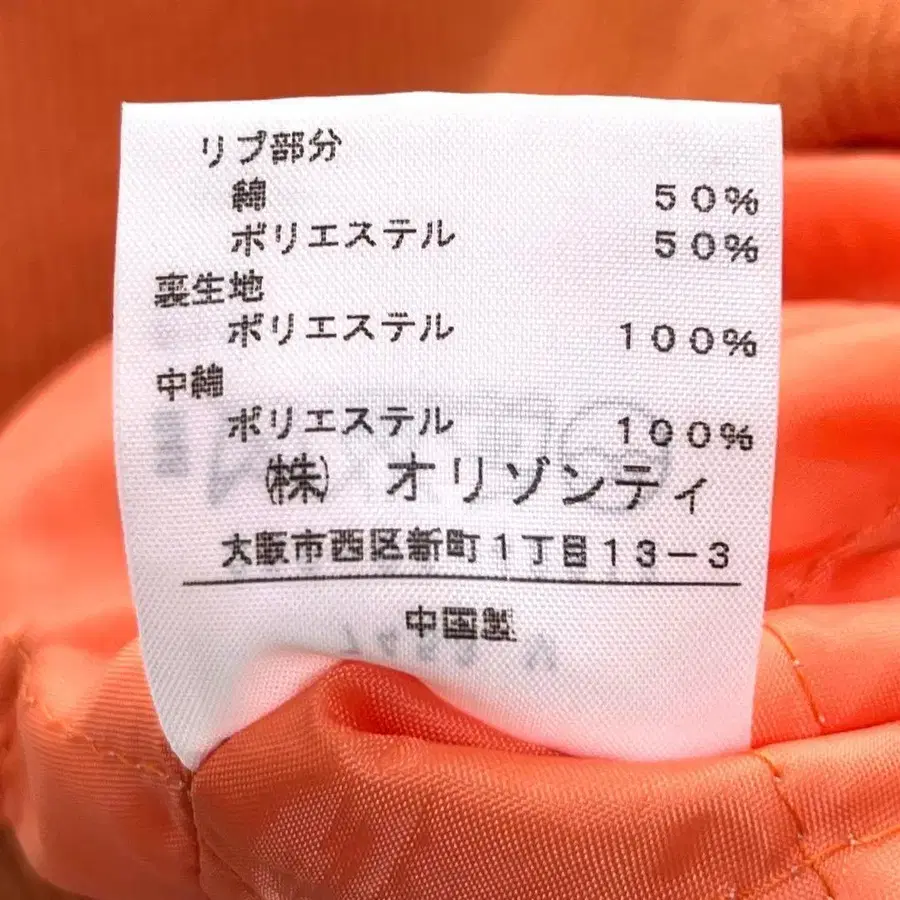 リブ部分
綿 50%
ポリエステル 50%
裏生地
ポリエステル 100%
中綿
ポリエステル 100%
㈱ オリゾンティ
大阪市西区新町1丁目13-3
中国製